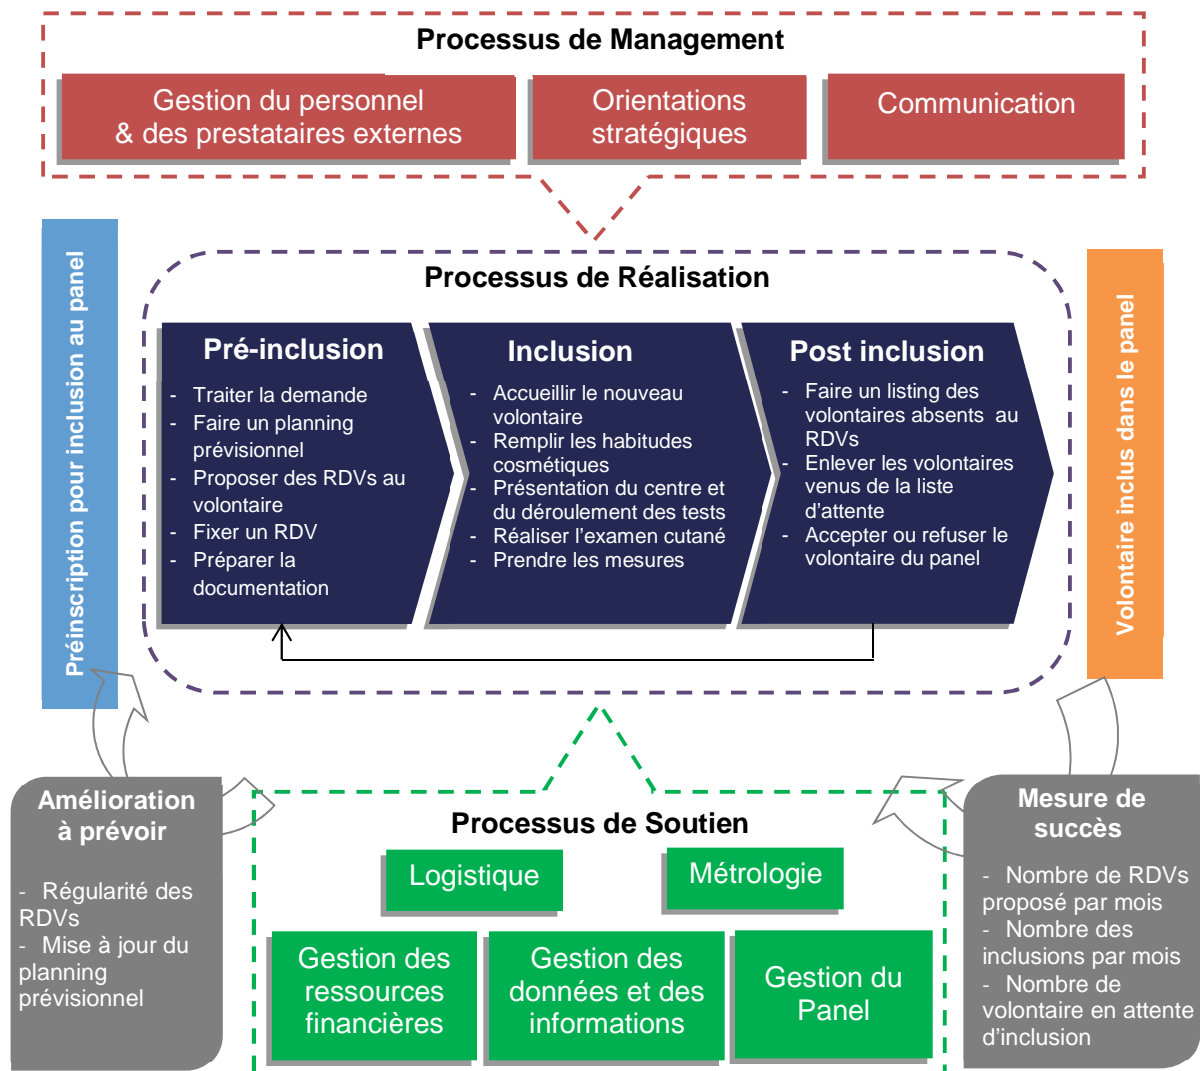 Processus de Management
Gestion du personnel
& des prestataires externes
Orientations
stratégiques
Communication
Préinscription pour inclusion au panel
Processus de Réalisation
Pré-inclusion
- Traiter la demande
- Faire un planning
prévisionnel
- Proposer des RDVs au
volontaire
- Fixer un RDV
- Préparer la
documentation
Inclusion
- Accueillir le nouveau
volontaire
- Remplir les habitudes
cosmétiques
- Présentation du centre et
du déroulement des tests
- Réaliser l’examen cutané
- Prendre les mesures
Post inclusion
- Faire un listing des
volontaires absents au
RDVs
- Enlever les volontaires
venus de la liste
d’attente
- Accepter ou refuser le
volontaire du panel
Volontaire inclus dans le panel
Amélioration
à prévoir
- Régularité des
RDVs
- Mise à jour du
planning
prévisionnel
Processus de Soutien
Logistique
Métrologie
Gestion des
ressources
financières
Gestion des
données et des
informations
Gestion du
Panel
Mesure de
succès
- Nombre de RDVs
proposé par mois
- Nombre des
inclusions par mois
- Nombre de
volontaire en attente
d’inclusion